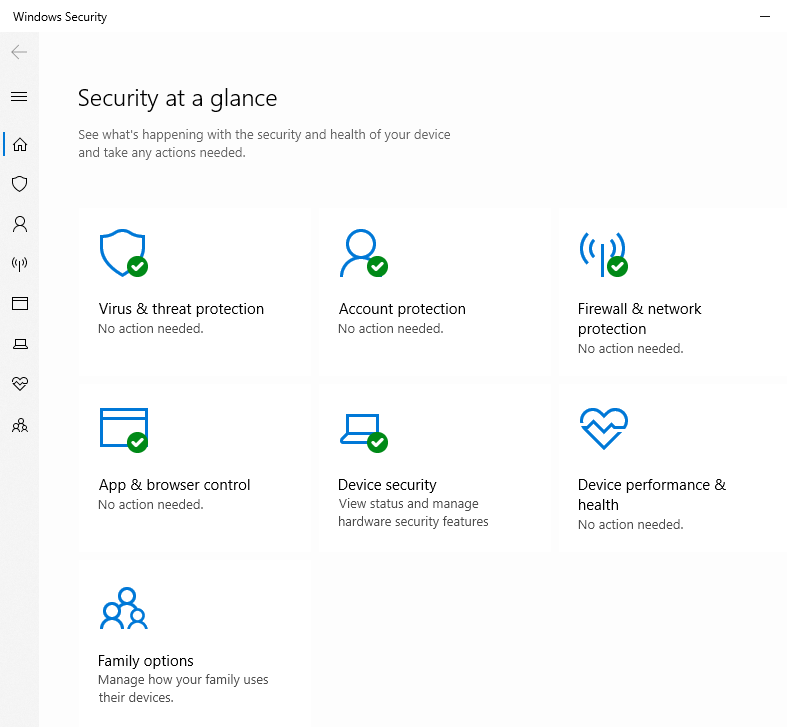 Windows Security
Security at a glance
See what's happening with the security and health of your device
and take any actions needed.
Virus & threat protection
No action needed.
Account protection
No action needed.
Firewall & network
protection
No action needed.
App & browser control
No action needed.
Device security
View status and manage
hardware security features
Device performance &
health
No action needed.
Family options
Manage how your family uses
their devices.